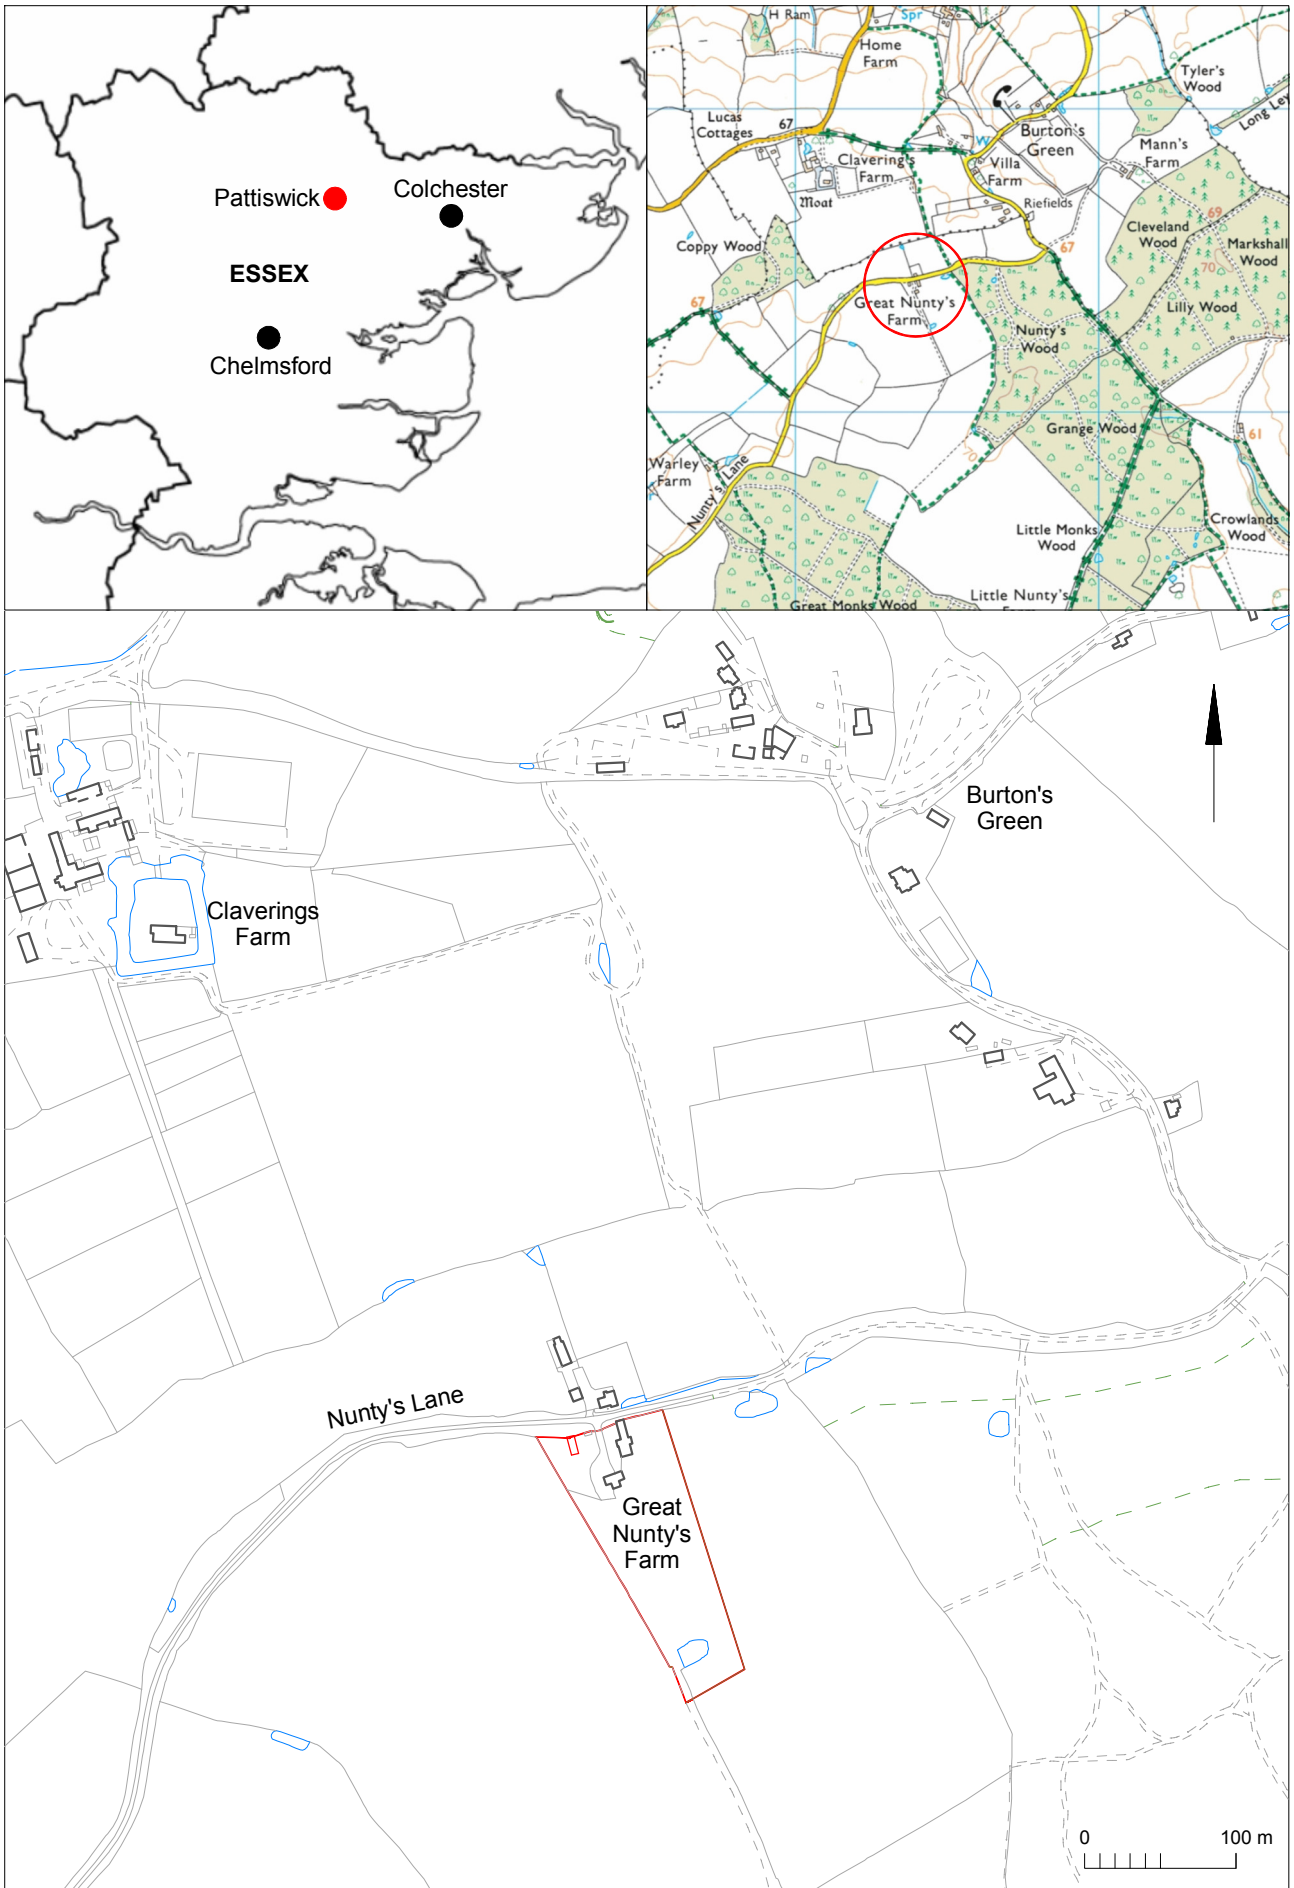 Pattiswick
Colchester
ESSEX
Chelmsford
H Ram
Spr
Home
Farm
Tyler's
Wood
Lucas
Cottages
67
Long Ley
Burton's
Green
W
Mann's
Farm
Clavering's
Farm
Villa
Farm
Moat
Riefields
69
Cleveland
Wood
Markshall
Wood
Coppy Wood
67
70
67
Lilly Wood
Great Nunty's
Farm
Nunty's
Wood
Grange Wood
61
70
Warley
Farm
Nunty's Lane
Little Monks
Wood
Crowlands
Wood
Great Monks Wood
Little Nunty's
Burton's
Green
Claverings
Farm
Nunty's Lane
Great
Nunty's
Farm
0
100 m